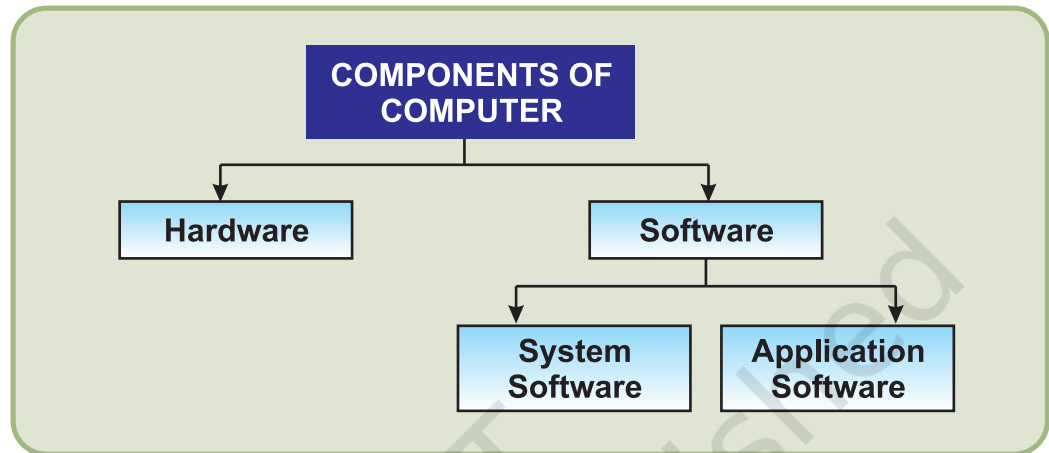 COMPONENTS OF
COMPUTER
Hardware
Software
System
Software
Application
Software